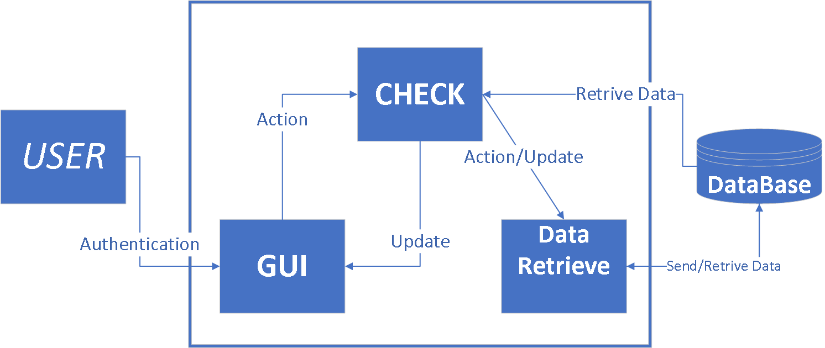 CHECK
Retrive Data
Action
USER
Action/Update
DataBase
Authentication
Update
GUI
Data
Retrieve
Send/Retrive Data